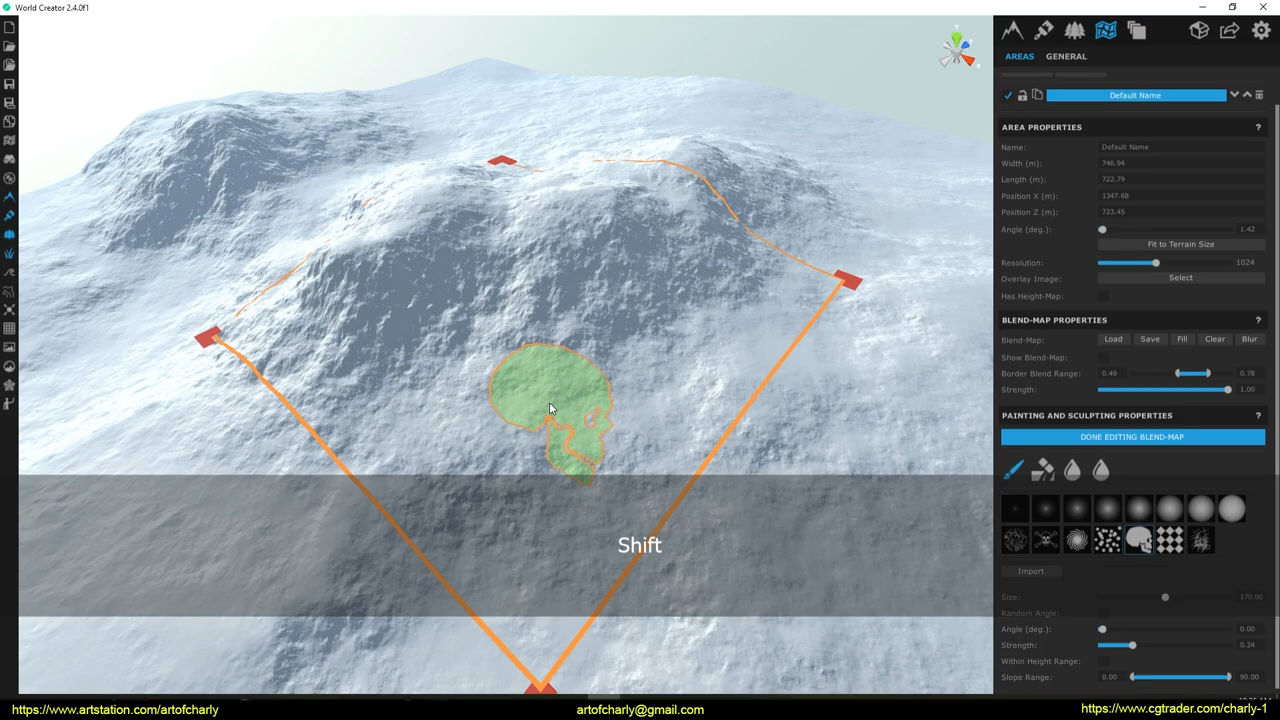 World Creator 2.4.0f1
AREAS GENERAL
Default Name
AREA PROPERTIES ?
Name: Default Name
Width (m): 746.94
Length (m): 722.79
Position X (m): 1347.68
Position Z (m): 723.45
Angle (deg.): 1.42
Fit to Terrain Size
Resolution: 1024
Overlay Image: Select
Has Height-Map:
BLEND-MAP PROPERTIES ?
Blend-Map: Load Save Fill Clear Blur
Show Blend-Map:
Border Blend Range: 0.49 0.78
Strength: 1.00
PAINTING AND SCULPTING PROPERTIES ?
DONE EDITING BLEND-MAP
Import
Size: 170.00
Random Angle:
Angle (deg.): 0.00
Strength: 0.24
Within Height Range:
Slope Range: 0.00 90.00
Shift
https://www.artstation.com/artofcharly
artofcharly@gmail.com
https://www.cgtrader.com/charly-1